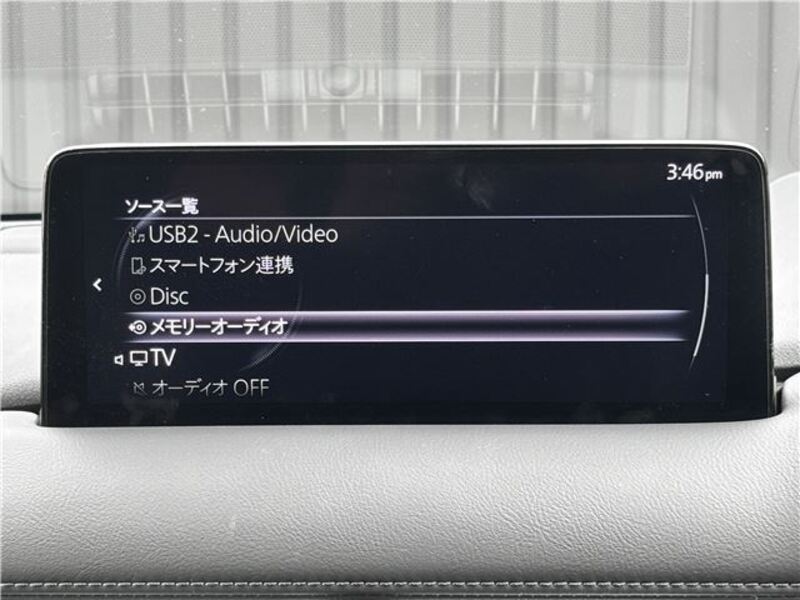 3:46pm
ソース一覧
USB2 - Audio/Video
スマートフォン連携
Disc
メモリーオーディオ
TV
オーディオ OFF